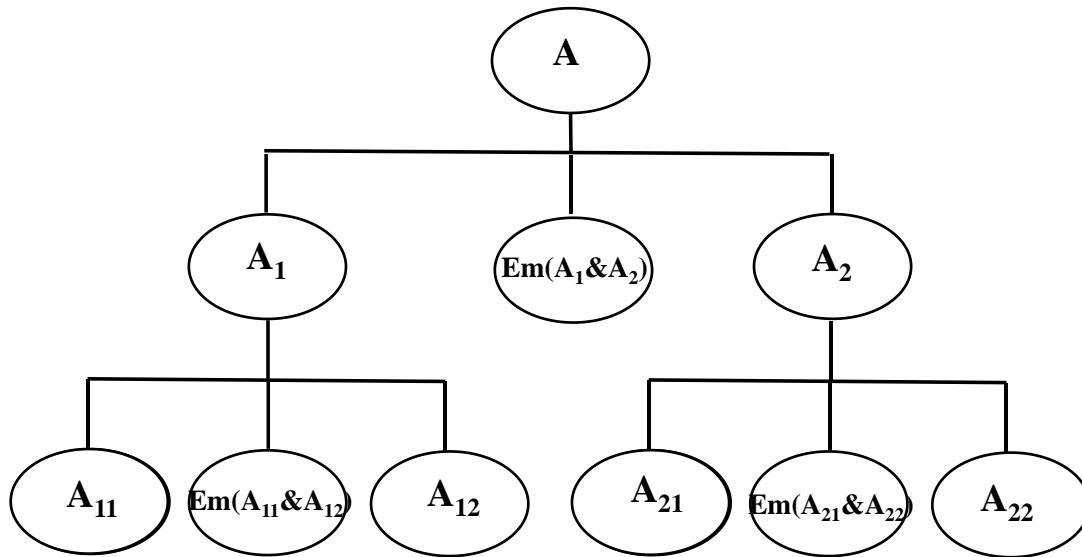 A
A₁
Em(A₁&A₂)
A₂
A₁₁
Em(A₁₁&A₁₂)
A₁₂
A₂₁
Em(A₂₁&A₂₂)
A₂₂